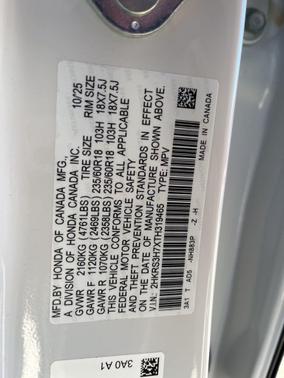 MFD.BY HONDA OF CANADA MFG., 10/25
A DIVISION OF HONDA CANADA INC.
GVWR 2160KG (4761LBS) TIRE SIZE RIM SIZE
GAWR F 1120KG (2469LBS) 235/60R18 103H 18X7.5J
GAWR R 1070KG (2358LBS) 235/60R18 103H 18X7.5J
THIS VEHICLE CONFORMS TO ALL APPLICABLE
FEDERAL MOTOR VEHICLE SAFETY
AND THEFT PREVENTION STANDARDS IN EFFECT
ON THE DATE OF MANUFACTURE SHOWN ABOVE.
V.I.N.: 2HKRS3H7XTH319465 TYPE: MPV
3A1 T AD5 -NH883P -Z -H
MADE IN CANADA
3A0 A1